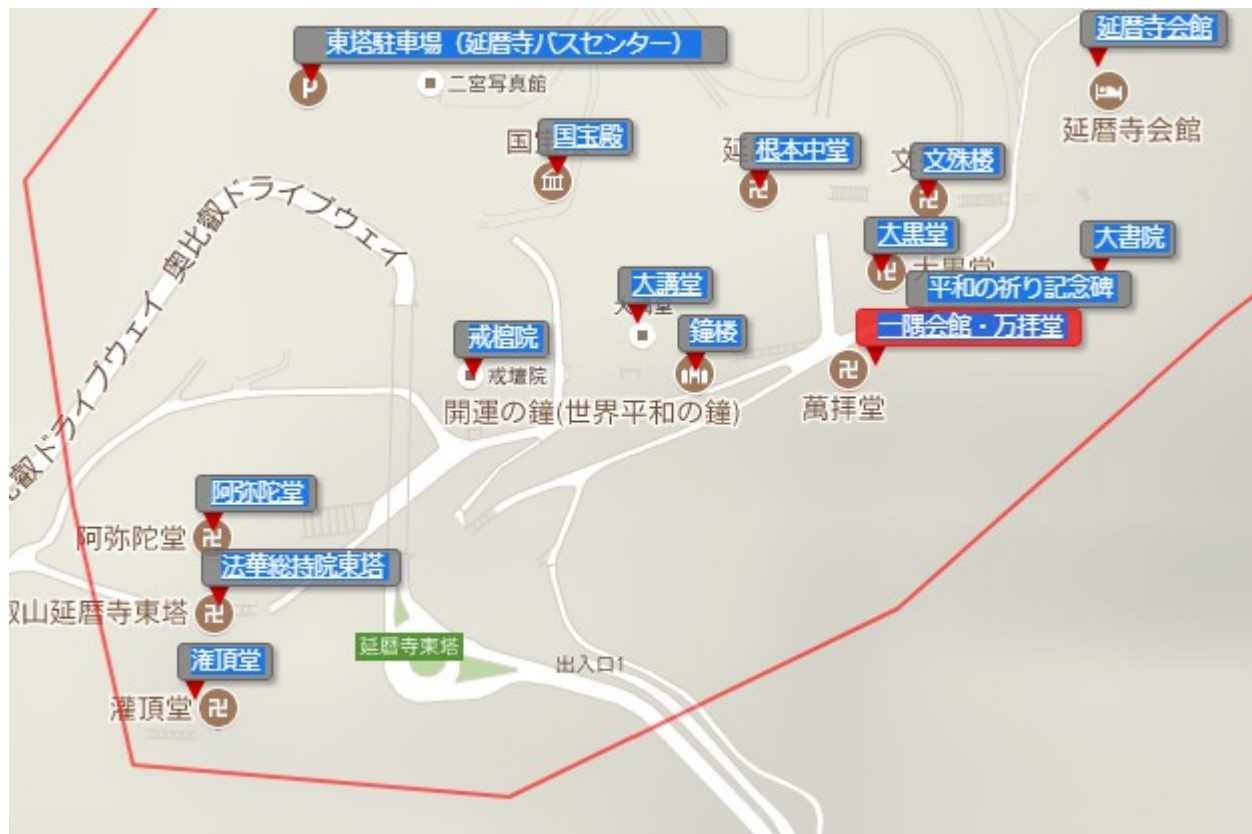 東塔駐車場（延暦寺バスセンター）
延暦寺会館
二宮写真館
延暦寺会館
国
国宝殿
延
根本中堂
文
文殊楼
奥比叡ドライブウェイ
大黒堂
大書院
大黒堂
平和の祈り記念碑
大講堂
一隅会館・万拝堂
戒檀院
鐘楼
戒壇院
萬拝堂
開運の鐘(世界平和の鐘)
叡ドライブウェイ
阿弥陀堂
阿弥陀堂
法華総持院東塔
叡山延暦寺東塔
延暦寺東塔
灌頂堂
出入口1
灌頂堂